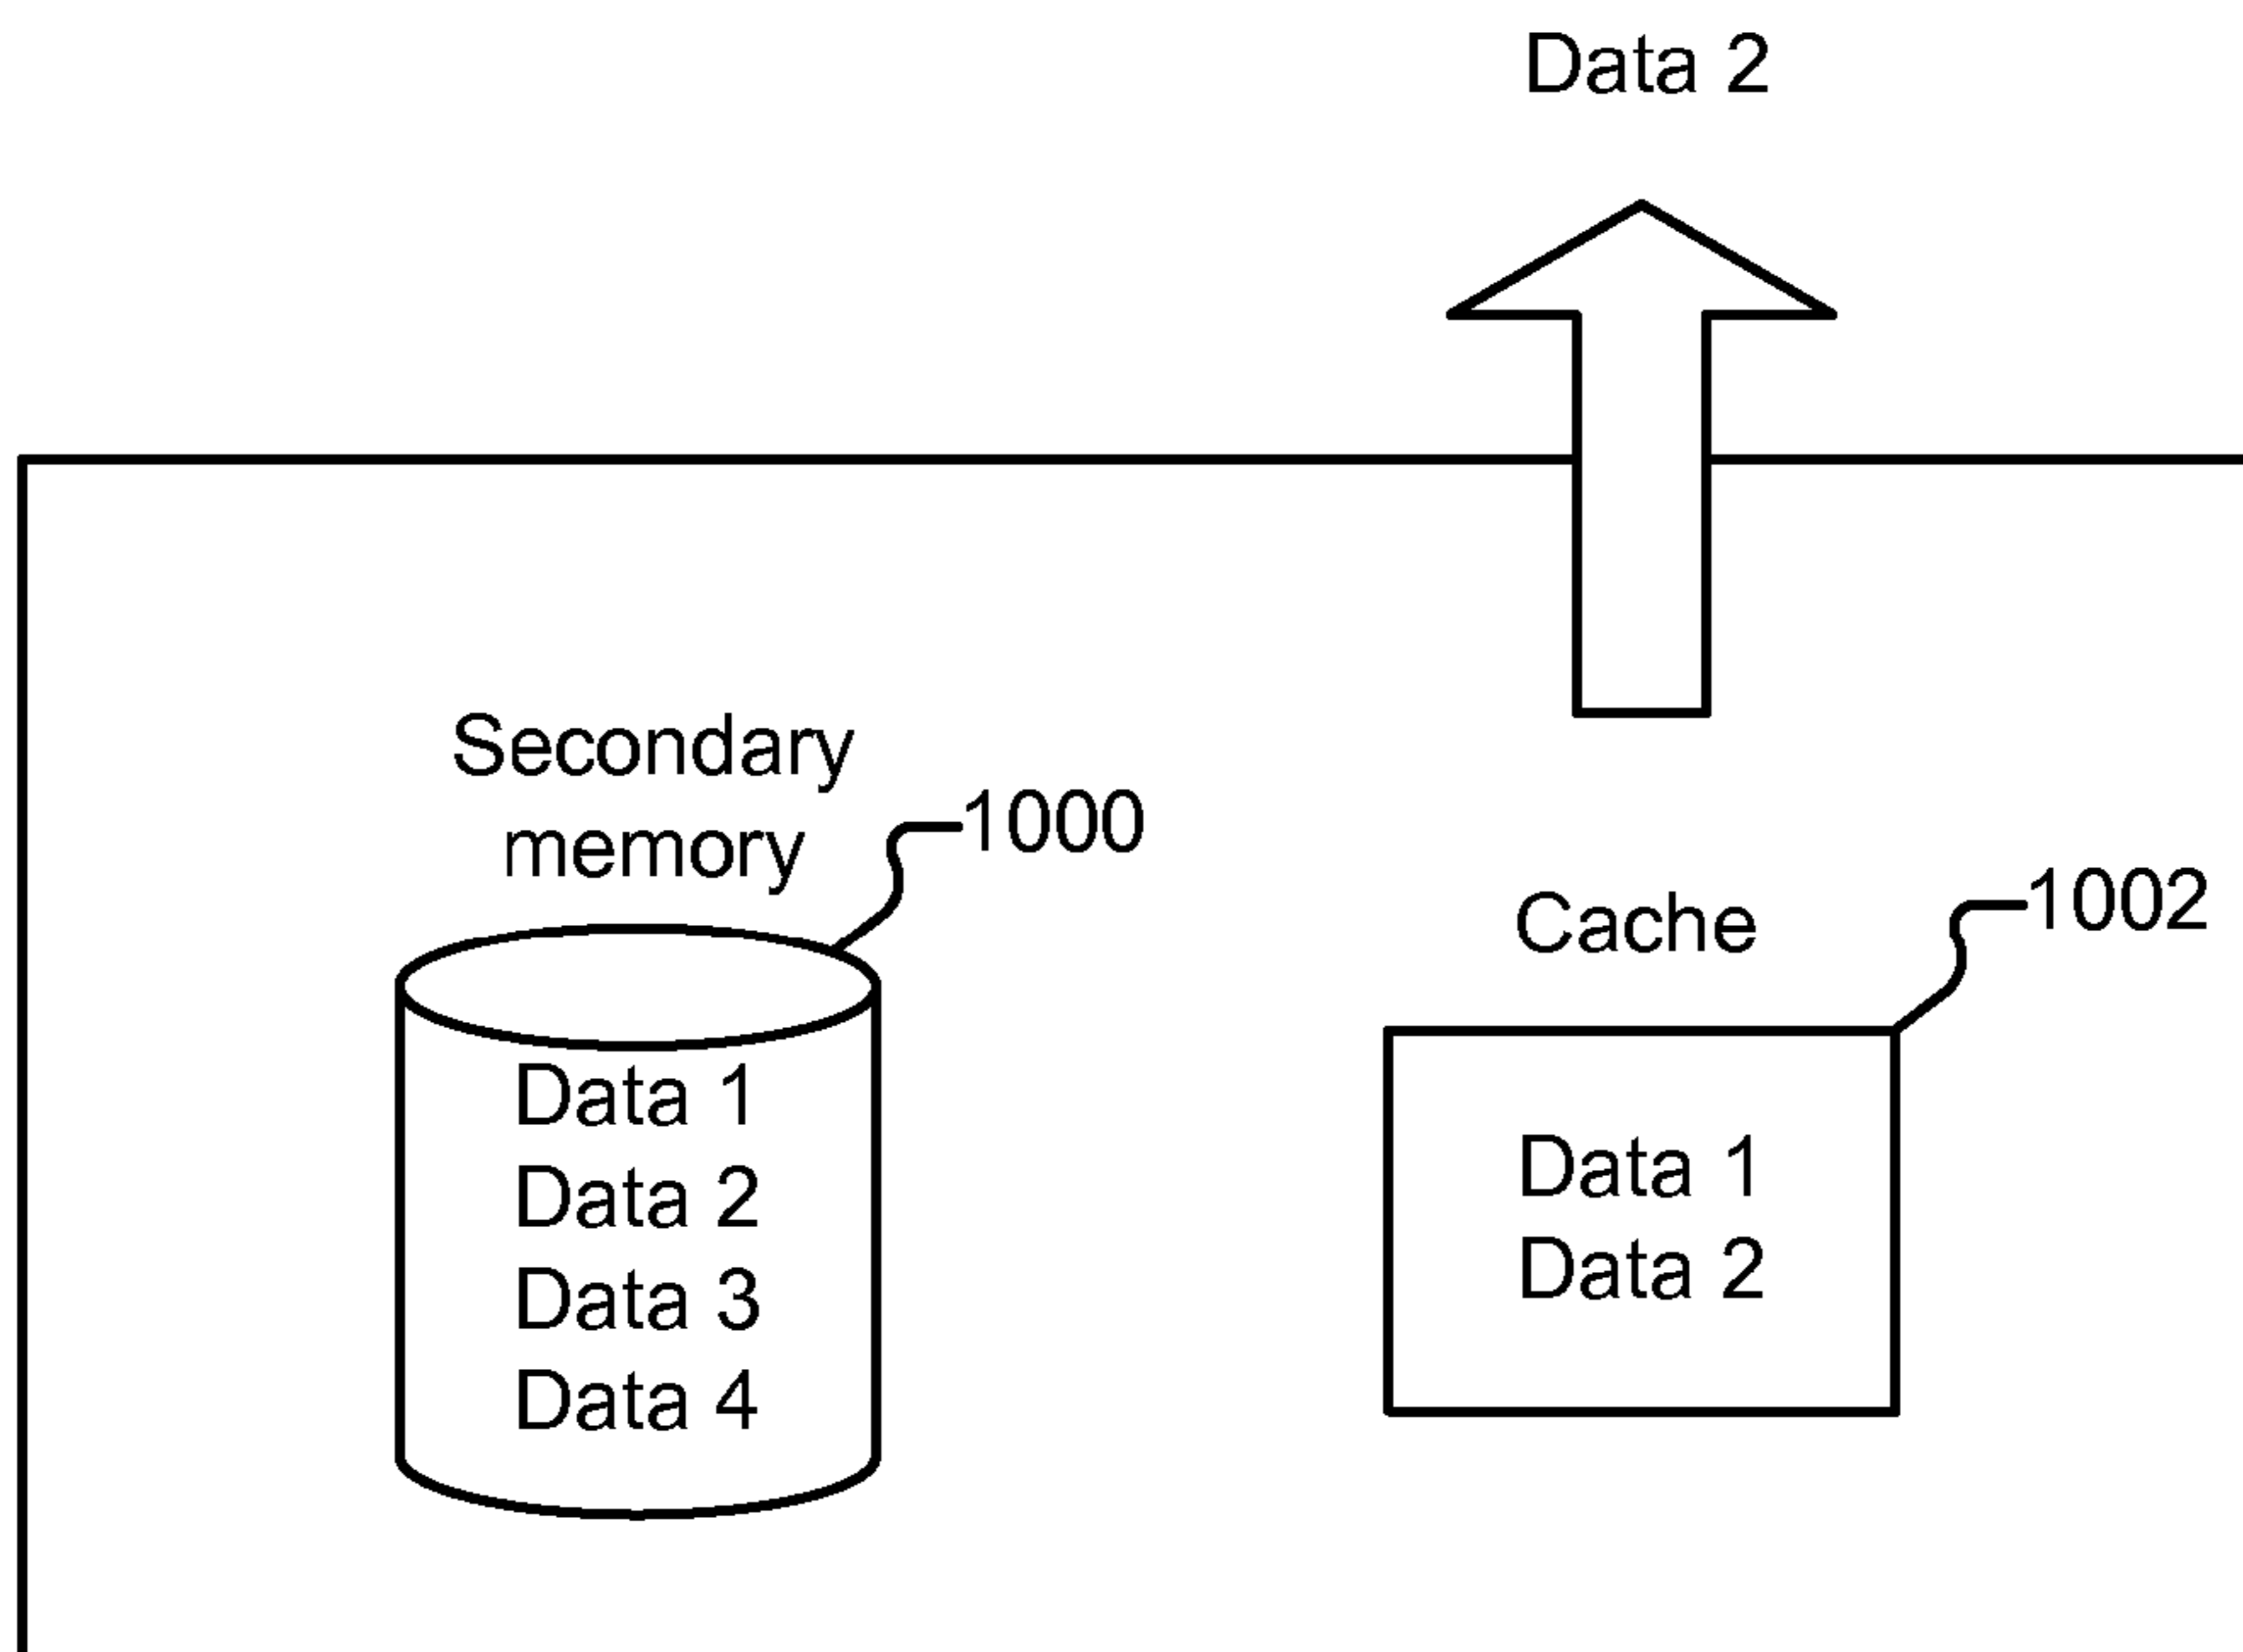 Data 2
Secondary
memory
1000
Cache
1002
Data 1
Data 2
Data 3
Data 4
Data 1
Data 2